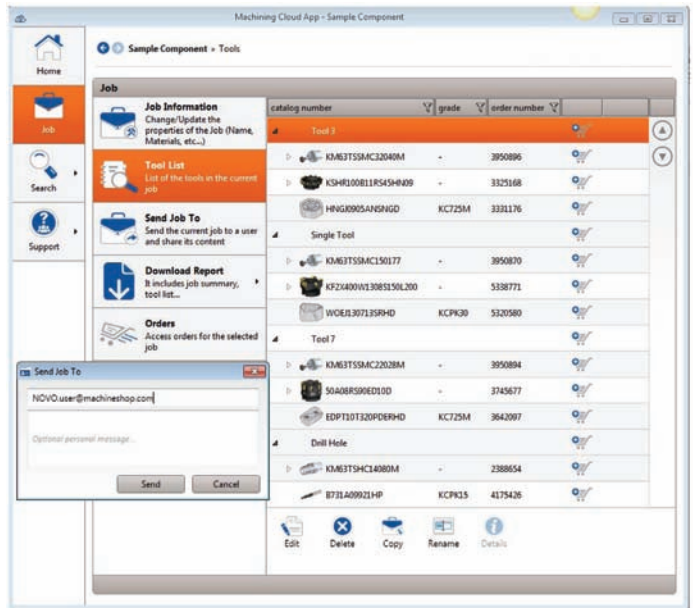 Machining Cloud App - Sample Component
Sample Component » Tools
Home
Job
Search
Support
Job
Job Information
Change/Update the
properties of the Job (Name,
Materials, etc...)
Tool List
List of the tools in the current
job
Send Job To
Send the current job to a user
and share its content
Download Report
It includes job summary,
tool list...
Orders
Access orders for the selected
job
catalog number grade order number
Tool 3
KM63TSSMC32040M - 3950896
KSHR100B11RS45HN09 - 3325168
HNGJ0905ANSNGD KC725M 3331176
Single Tool
KM63TSSMC150177 - 3950870
KF2X400W1308S150L200 - 5338771
WOEJ130713SRHD KCPK30 5320580
Tool 7
KM63TSSMC22028M - 3950894
50A08RS90ED10D - 3745677
EDPT10T320PDERHD KC725M 3642097
Drill Hole
KM63TSHC14080M - 2388654
B731A09921HP KCPK15 4175426
Send Job To
NOVO.user@machineshop.com
Optional personal message...
Send Cancel
Edit Delete Copy Rename Details